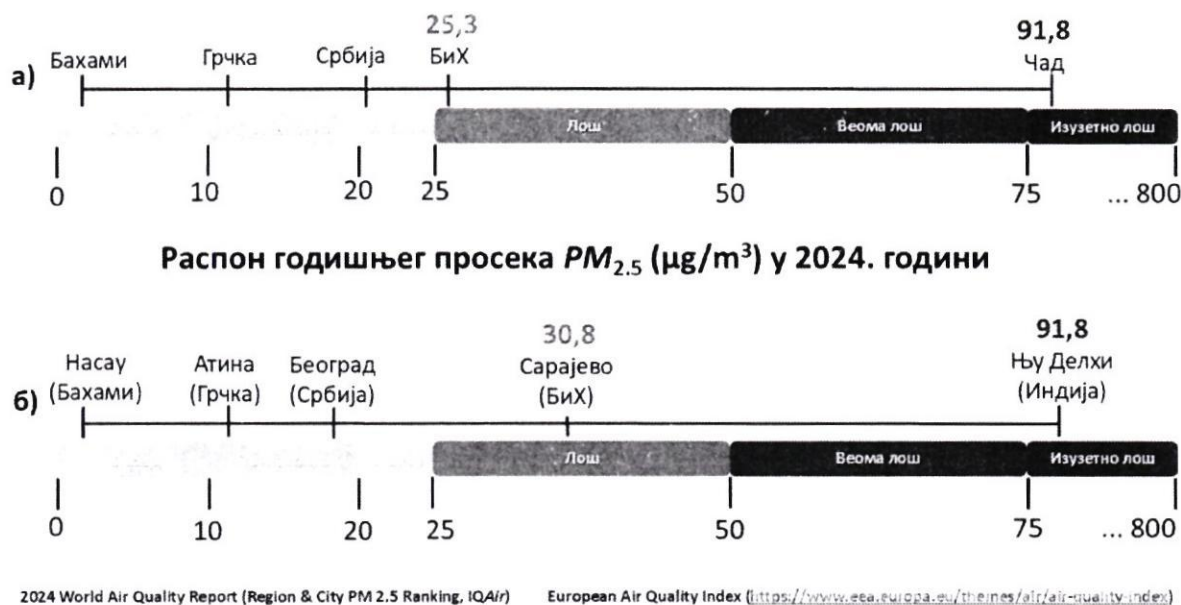 25,3 91,8
Бахами Грчка Србија БиХ Чад
а)
Лош Веома лош Изузетно лош
0 10 20 25 50 75 ... 800
Распон годишњег просека PM2.5 (µg/m³) у 2024. години
30,8 91,8
Насау Атина Београд Сарајево Њу Делхи
(Бахами) (Грчка) (Србија) (БиХ) (Индија)
б)
Лош Веома лош Изузетно лош
0 10 20 25 50 75 ... 800
2024 World Air Quality Report (Region & City PM 2.5 Ranking, IQAir) European Air Quality Index (https://www.eea.europa.eu/themes/air/air-quality-index)